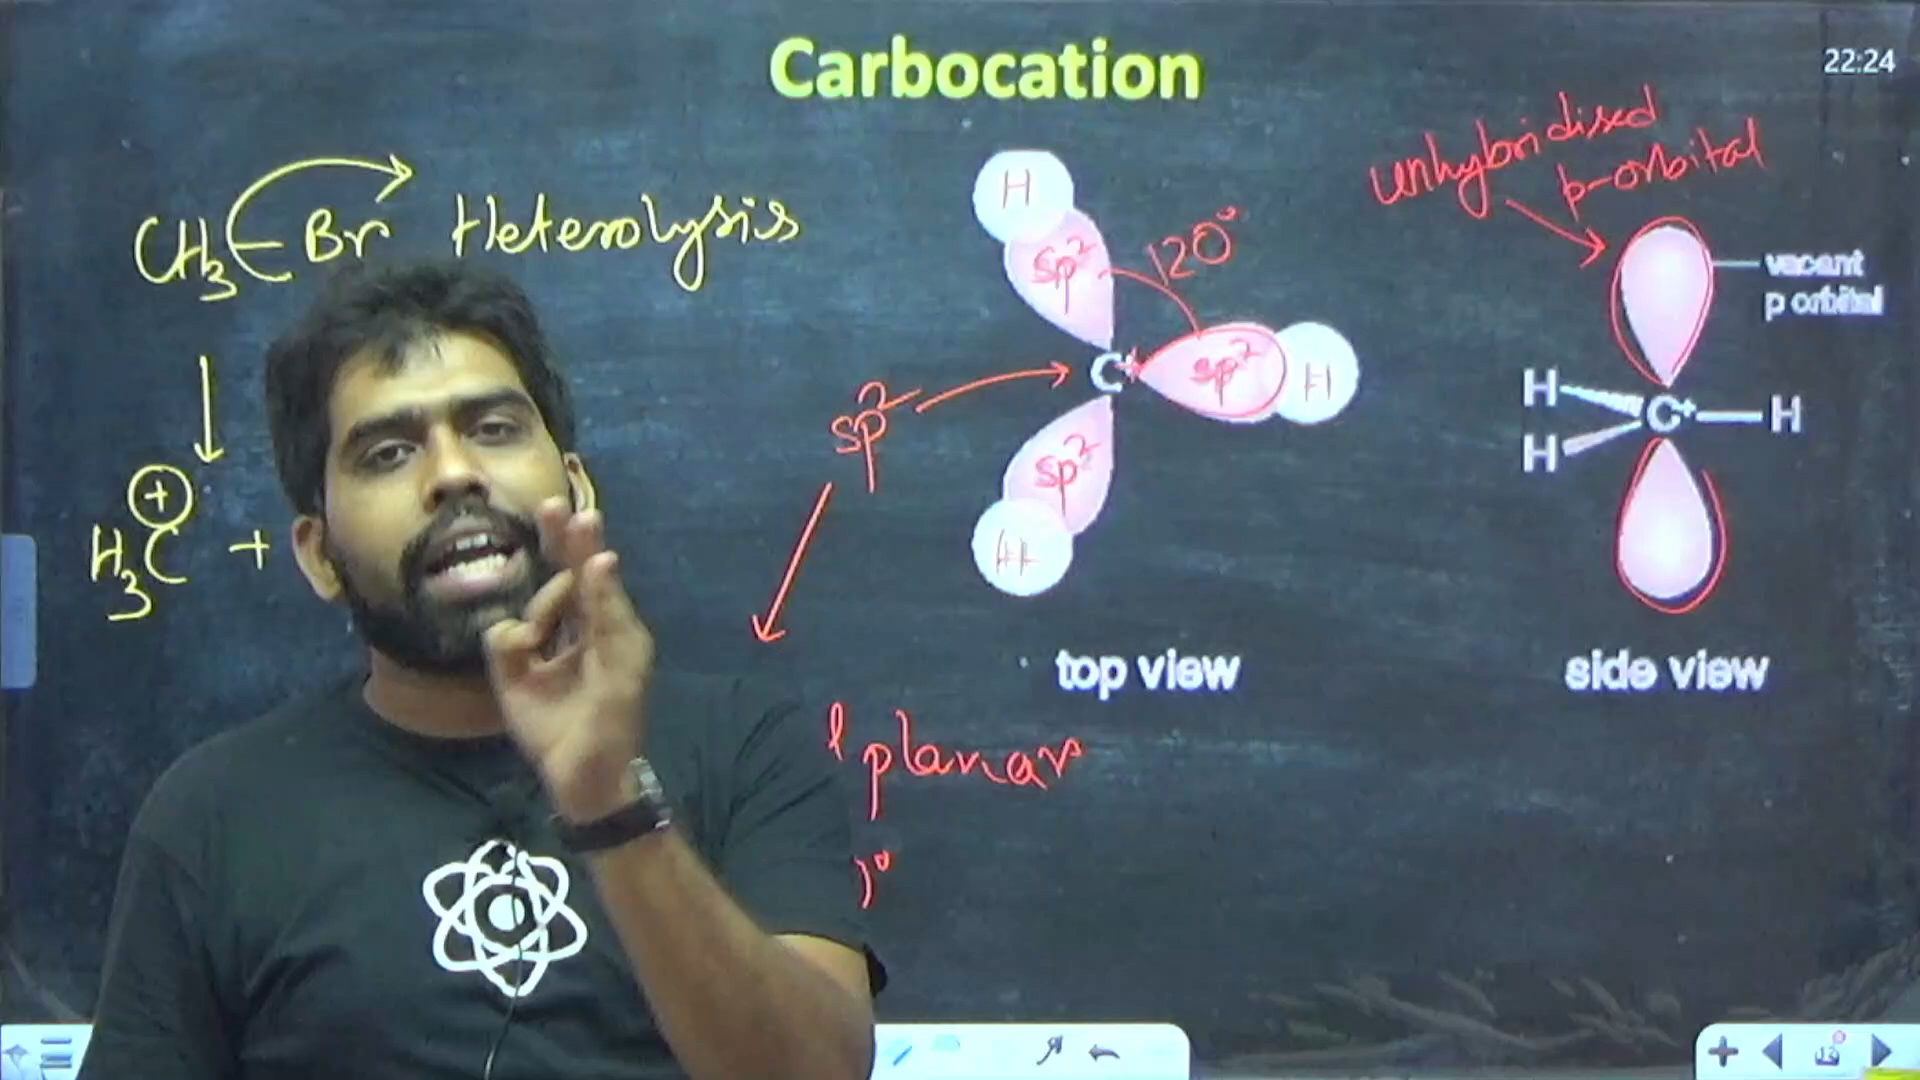 Carbocation
22:24
CH₃ – Br Heterolysis
H₃C⊕ +
H
sp²
120°
C⁺
sp²
H
sp²
sp²
H
top view
planar
unhybridised
p-orbital
vacant
p orbital
H
C⁺
H
H
side view